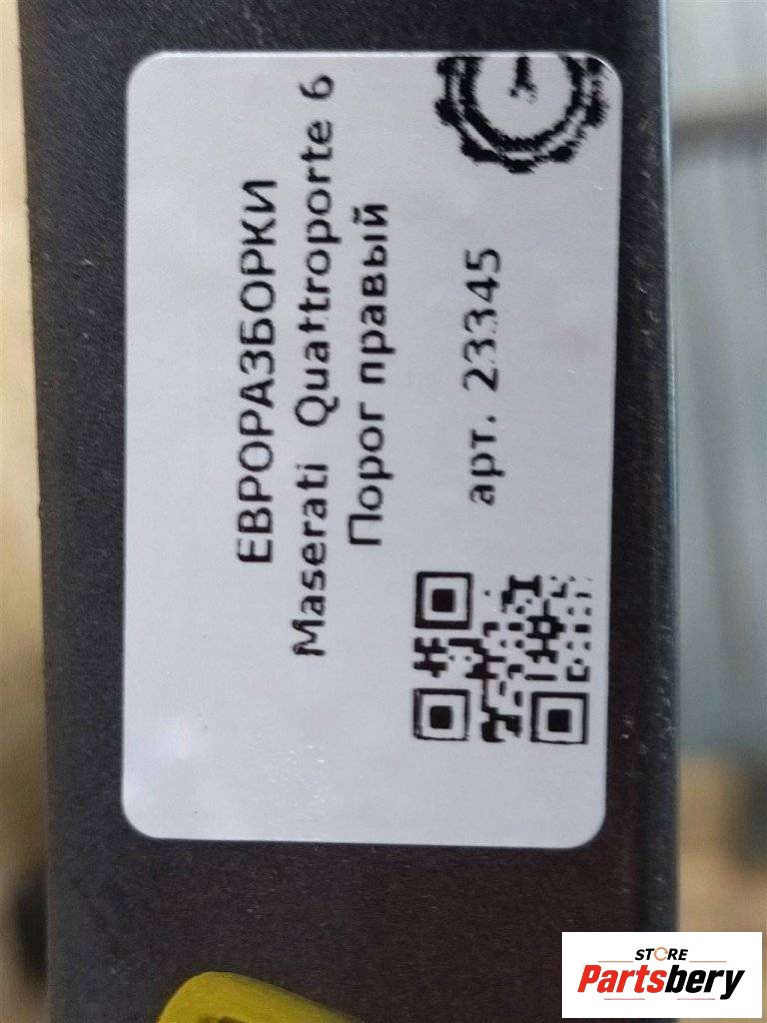 ЕВРОРАЗБОРКИ
Maserati Quattroporte 6
Порог правый
арт. 23345
STORE
Partsbery